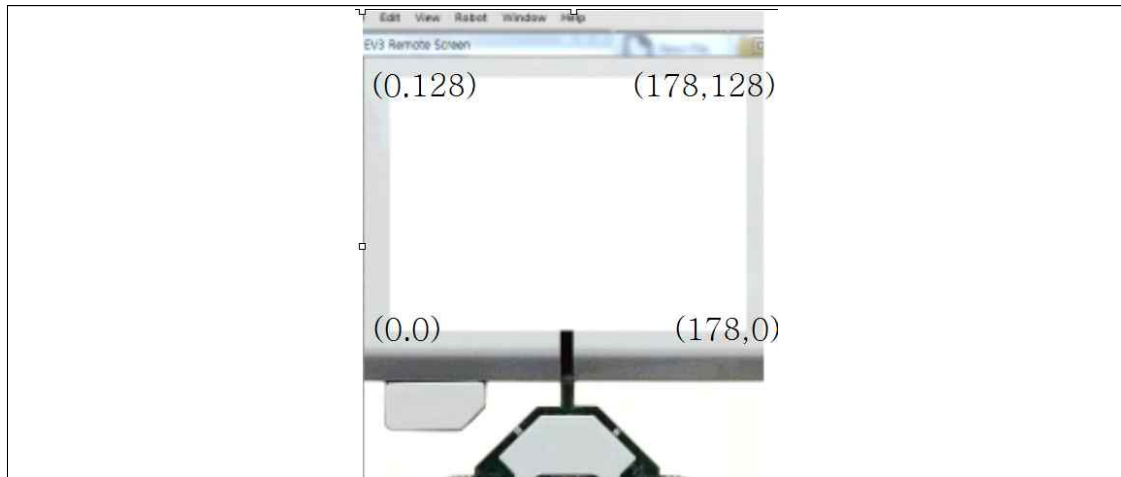 Edit View Robot Window Help
EV3 Remote Screen
(0.128) (178,128)
(0.0) (178,0)